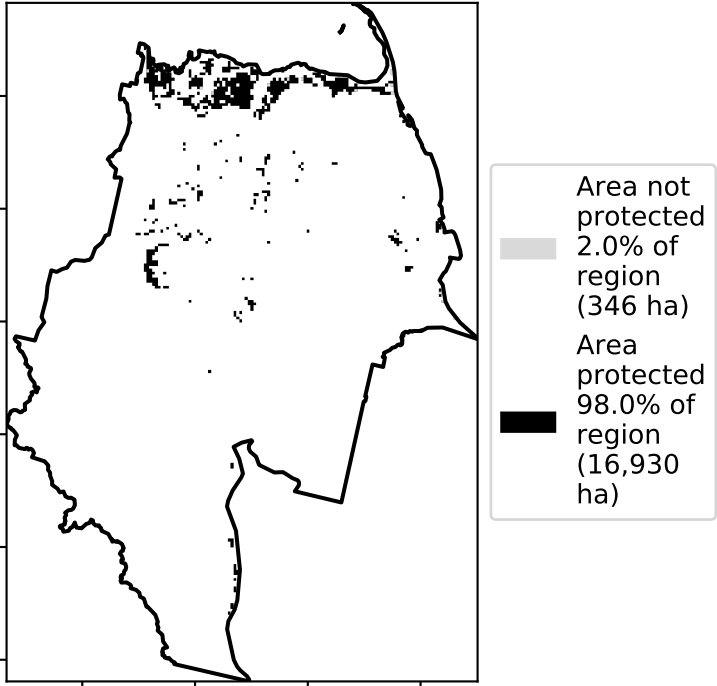 Area not
protected
2.0% of
region
(346 ha)
Area
protected
98.0% of
region
(16,930
ha)